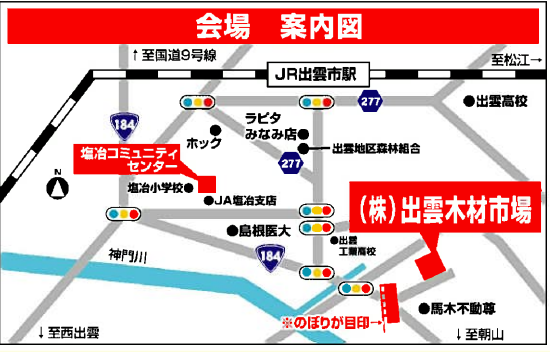 会場 案内図
↑至国道9号線
至松江→
JR出雲市駅
277
出雲高校
184
ホック
ラピタ
みなみ店
出雲地区森林組合
277
塩冶コミュニティ
センター
N
塩冶小学校
JA塩冶支店
(株)出雲木材市場
島根医大
出雲
工業高校
神門川
184
馬木不動尊
※のぼりが目印→
↓至西出雲
↓至朝山